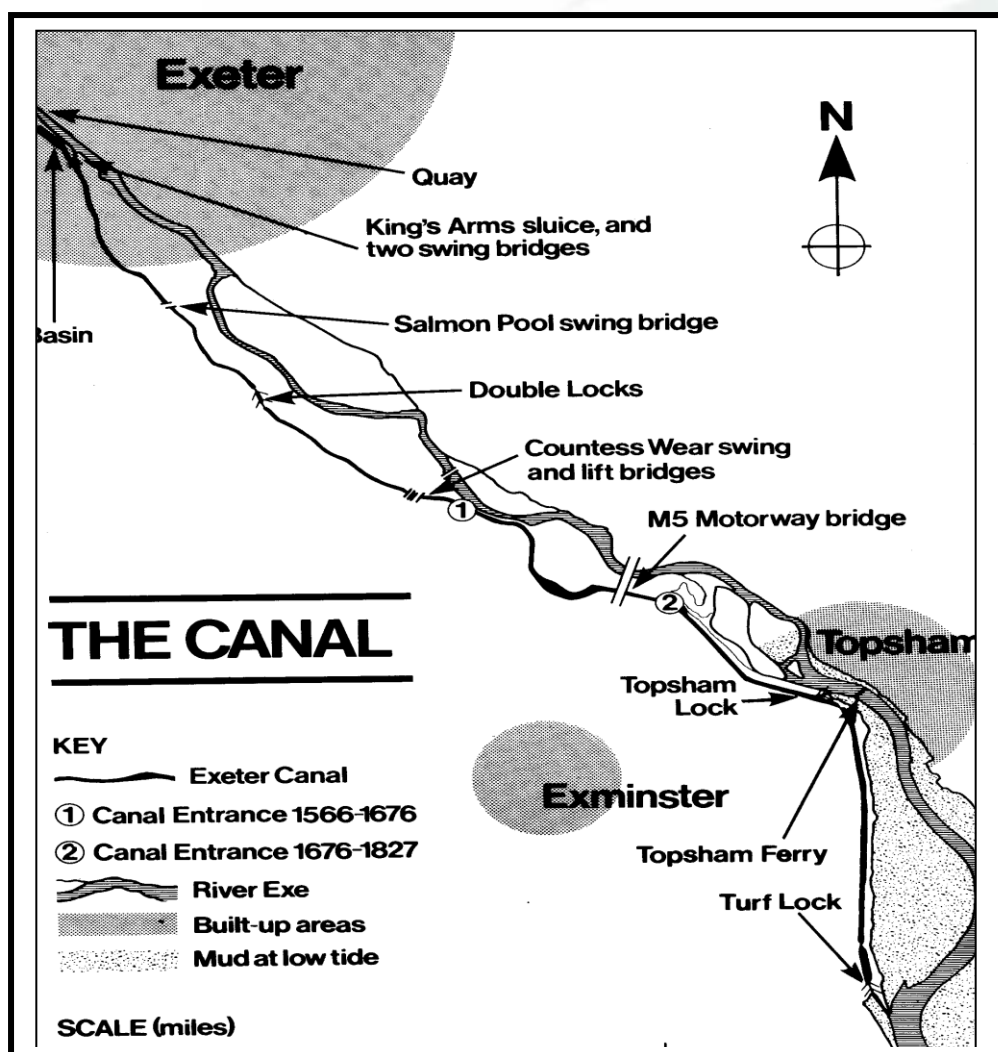 Exeter
N
Quay
King's Arms sluice, and
two swing bridges
Salmon Pool swing bridge
asin
Double Locks
Countess Wear swing
and lift bridges
1
M5 Motorway bridge
2
THE CANAL
Topsham
Topsham
Lock
KEY
Exeter Canal
1 Canal Entrance 1566-1676
2 Canal Entrance 1676-1827
Exminster
Topsham Ferry
River Exe
Turf Lock
Built-up areas
Mud at low tide
SCALE (miles)